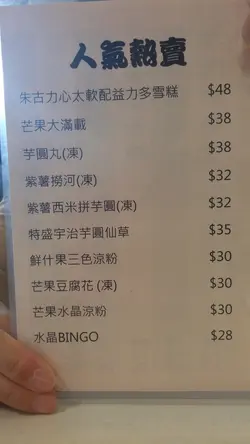 人氣熱賣
朱古力心太軟配益力多雪糕 $48
芒果大滿載 $38
芋圓丸(凍) $38
紫薯撈河(凍) $32
紫薯西米拼芋圓(凍) $32
特盛宇治芋圓仙草 $35
鮮什果三色涼粉 $30
芒果豆腐花 (凍) $30
芒果水晶涼粉 $30
水晶BINGO $28